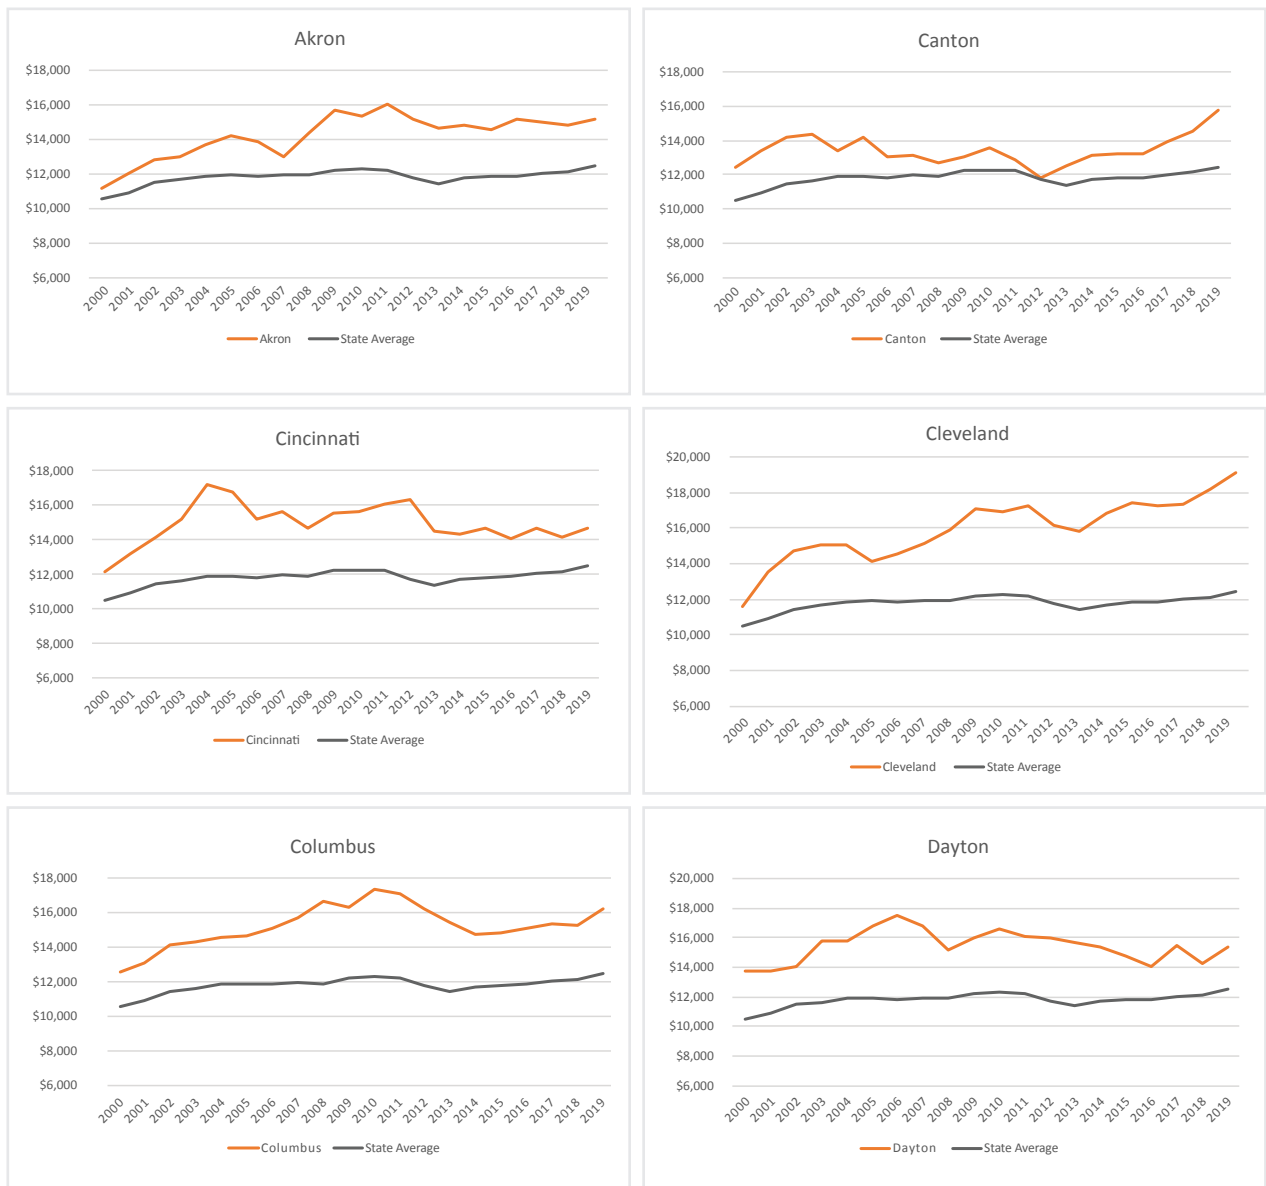 Akron
$18,000
$16,000
$14,000
$12,000
$10,000
$8,000
$6,000
2000 2001 2002 2003 2004 2005 2006 2007 2008 2009 2010 2011 2012 2013 2014 2015 2016 2017 2018 2019
Akron State Average
Canton
$18,000
$16,000
$14,000
$12,000
$10,000
$8,000
$6,000
2000 2001 2002 2003 2004 2005 2006 2007 2008 2009 2010 2011 2012 2013 2014 2015 2016 2017 2018 2019
Canton State Average
Cincinnati
$18,000
$16,000
$14,000
$12,000
$10,000
$8,000
$6,000
2000 2001 2002 2003 2004 2005 2006 2007 2008 2009 2010 2011 2012 2013 2014 2015 2016 2017 2018 2019
Cincinnati State Average
Cleveland
$20,000
$18,000
$16,000
$14,000
$12,000
$10,000
$8,000
$6,000
2000 2001 2002 2003 2004 2005 2006 2007 2008 2009 2010 2011 2012 2013 2014 2015 2016 2017 2018 2019
Cleveland State Average
Columbus
$18,000
$16,000
$14,000
$12,000
$10,000
$8,000
$6,000
2000 2001 2002 2003 2004 2005 2006 2007 2008 2009 2010 2011 2012 2013 2014 2015 2016 2017 2018 2019
Columbus State Average
Dayton
$20,000
$18,000
$16,000
$14,000
$12,000
$10,000
$8,000
$6,000
2000 2001 2002 2003 2004 2005 2006 2007 2008 2009 2010 2011 2012 2013 2014 2015 2016 2017 2018 2019
Dayton State Average